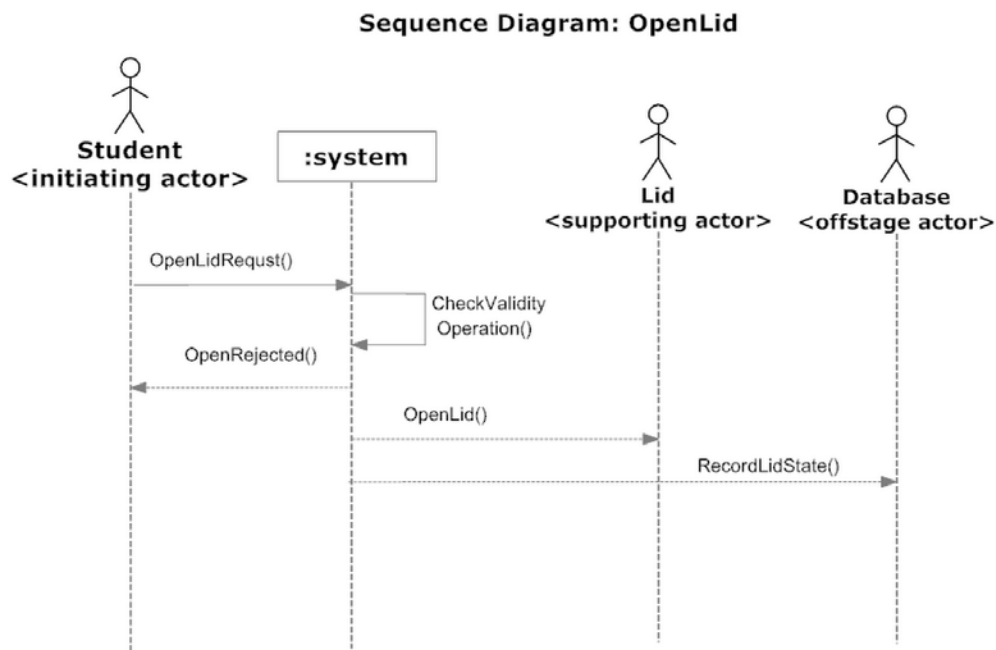 Sequence Diagram: OpenLid
Student
<initiating actor>
:system
Lid
<supporting actor>
Database
<offstage actor>
OpenLidRequst()
CheckValidity
Operation()
OpenRejected()
OpenLid()
RecordLidState()